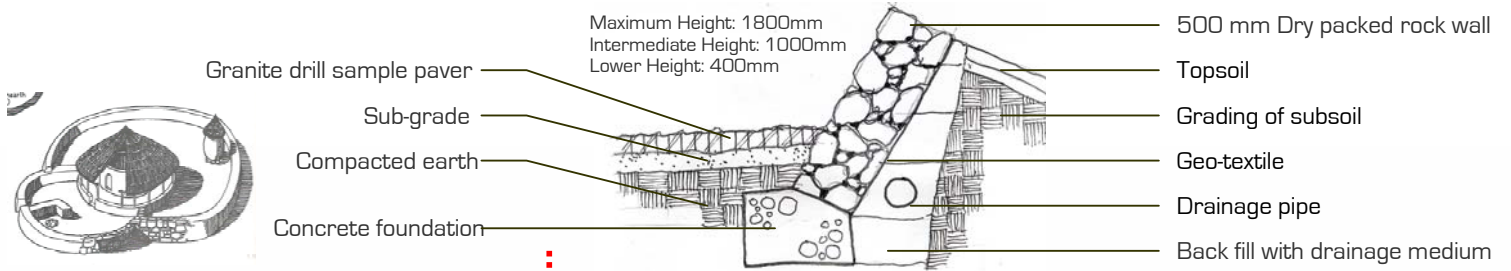 earth
Maximum Height: 1800mm
Intermediate Height: 1000mm
Lower Height: 400mm
Granite drill sample paver
Sub-grade
Compacted earth
Concrete foundation
:
500 mm Dry packed rock wall
Topsoil
Grading of subsoil
Geo-textile
Drainage pipe
Back fill with drainage medium